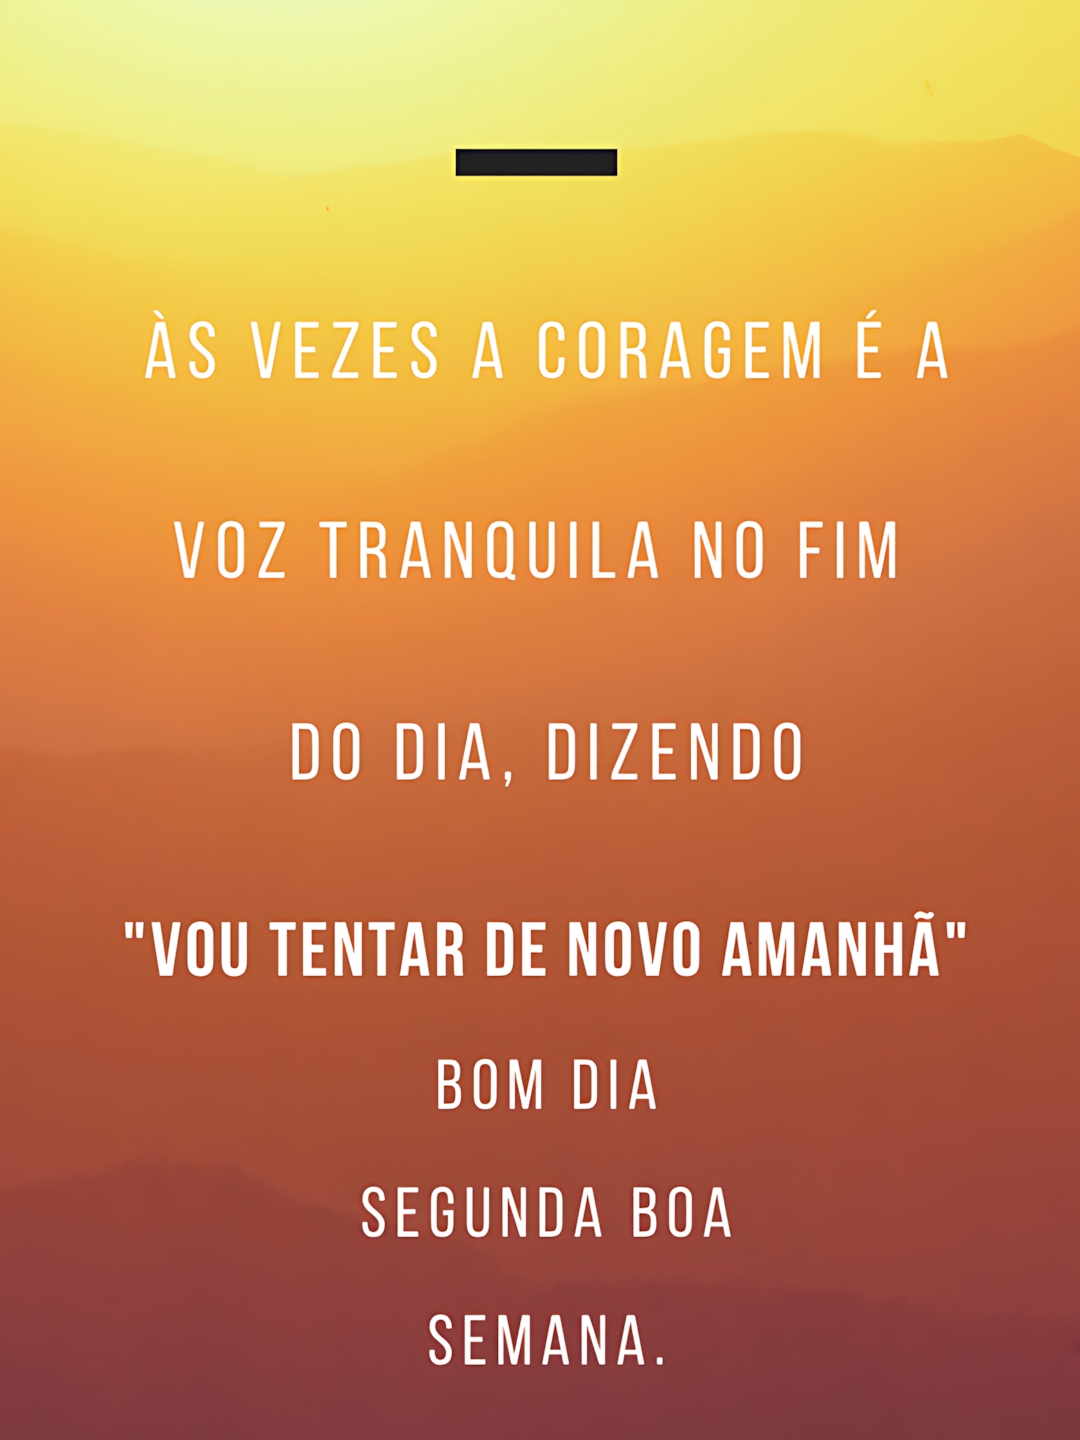 ÀS VEZES A CORAGEM É A
VOZ TRANQUILA NO FIM
DO DIA, DIZENDO
"VOU TENTAR DE NOVO AMANHÃ"
BOM DIA
SEGUNDA BOA
SEMANA.